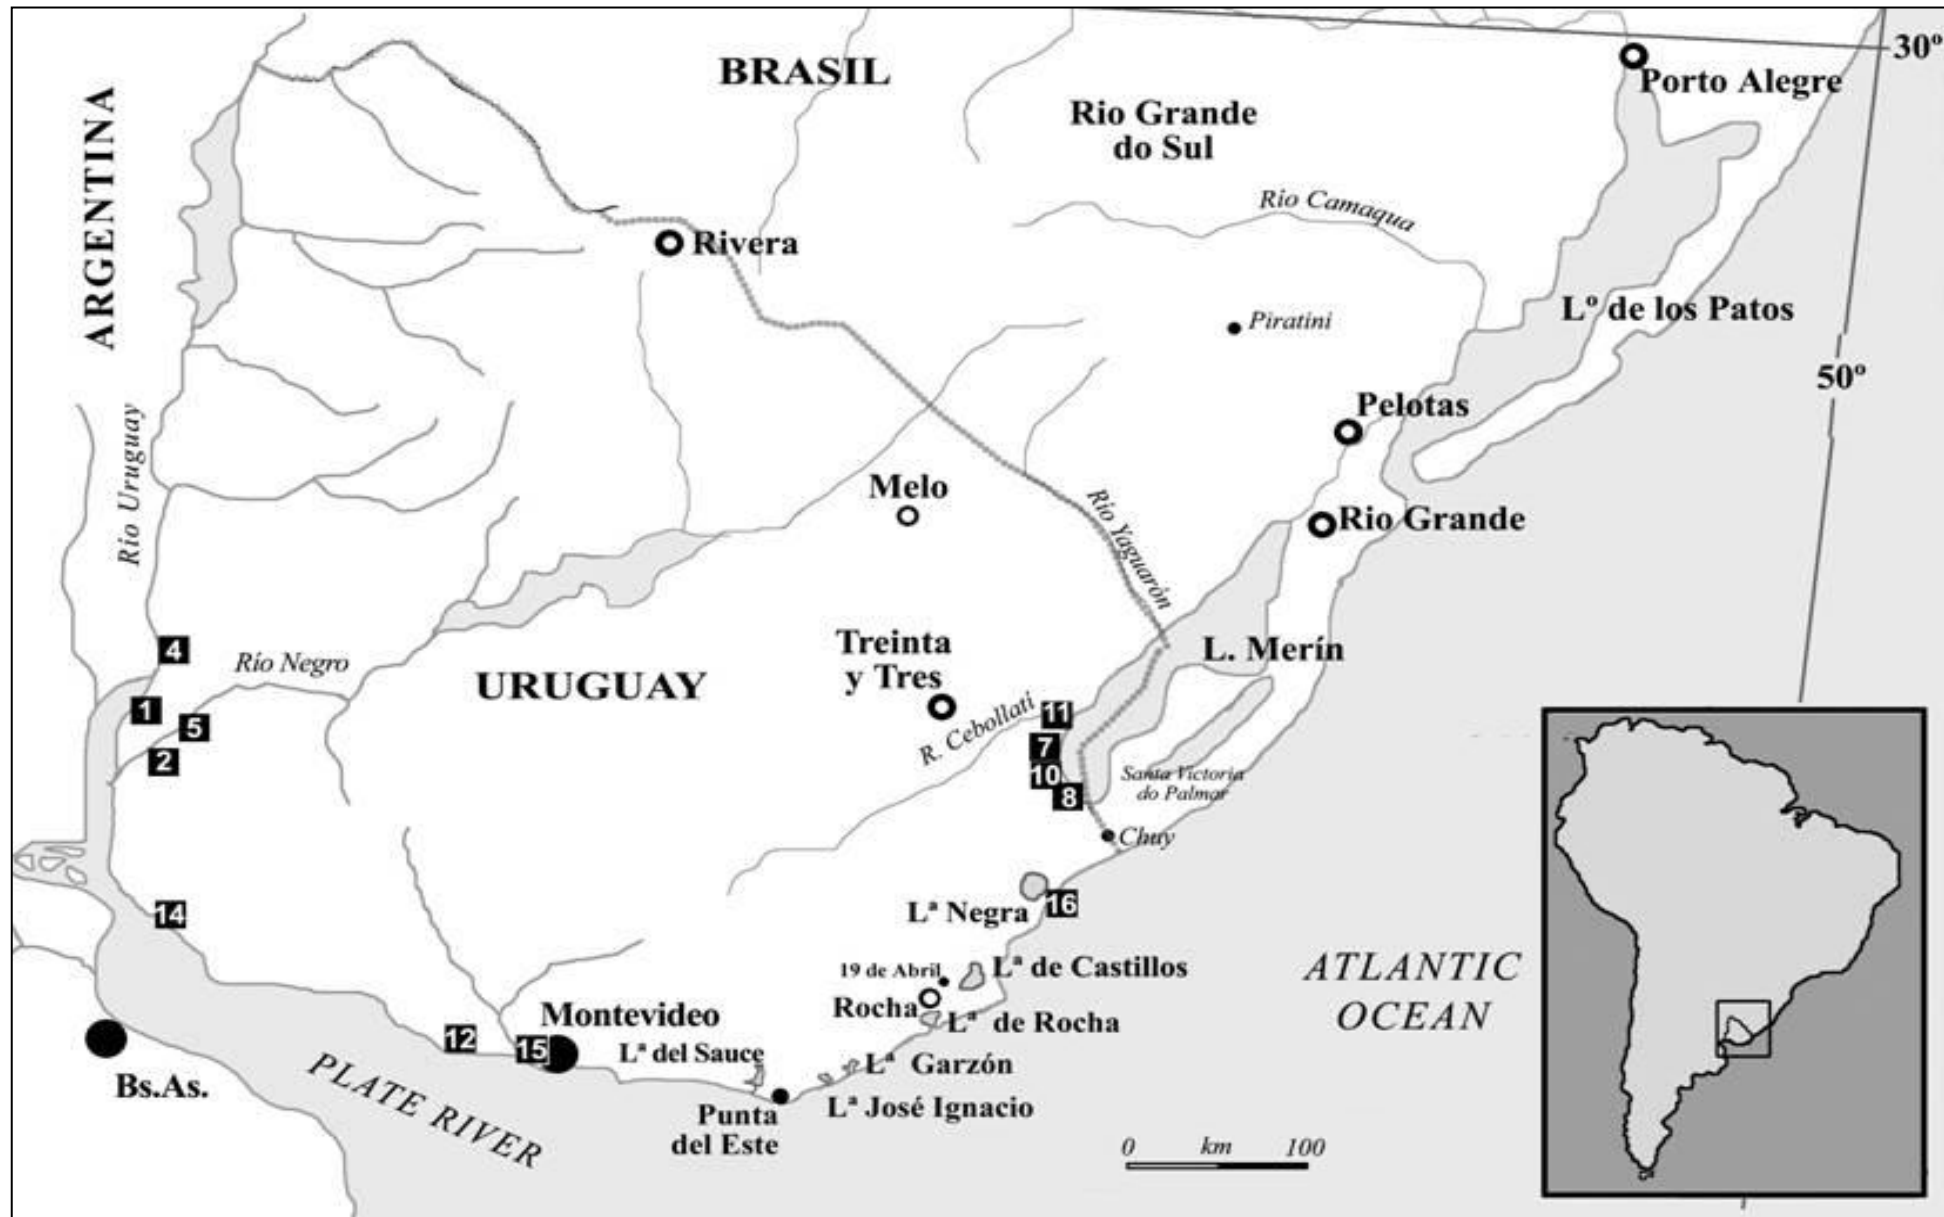 BRASIL
30º
Porto Alegre
Rio Grande
do Sul
ARGENTINA
Rio Camaqua
Rivera
Lº de los Patos
Piratini
50º
Pelotas
Río Uruguay
Melo
Río Yaguarón
Rio Grande
4
Río Negro
Treinta
y Tres
L. Merín
URUGUAY
1
5
2
R. Cebollati
11
7
10
8
Santa Victoria
do Palmar
Chuy
14
Lª Negra
16
19 de Abril
Lª de Castillos
Rocha
Lª de Rocha
ATLANTIC
OCEAN
Montevideo
12
15
Lª del Sauce
Lª Garzón
Bs.As.
PLATE RIVER
Punta
del Este
Lª José Ignacio
0 km 100